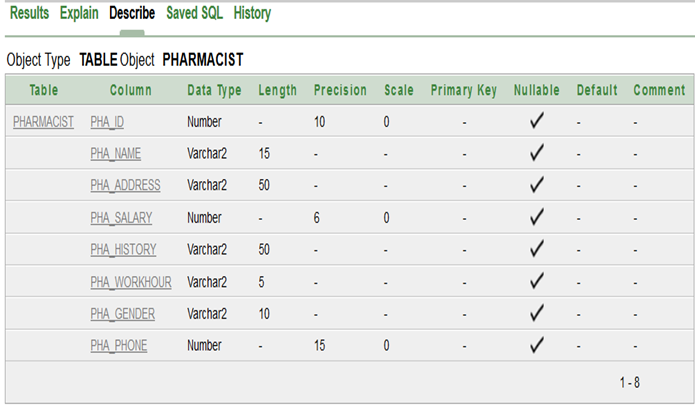 Results Explain Describe Saved SQL History
Object Type TABLE Object PHARMACIST
Table Column Data Type Length Precision Scale Primary Key Nullable Default Comment
PHARMACIST PHA_ID Number - 10 0 - ✓ - -
PHA_NAME Varchar2 15 - - - ✓ - -
PHA_ADDRESS Varchar2 50 - - - ✓ - -
PHA_SALARY Number - 6 0 - ✓ - -
PHA_HISTORY Varchar2 50 - - - ✓ - -
PHA_WORKHOUR Varchar2 5 - - - ✓ - -
PHA_GENDER Varchar2 10 - - - ✓ - -
PHA_PHONE Number - 15 0 - ✓ - -
1 - 8